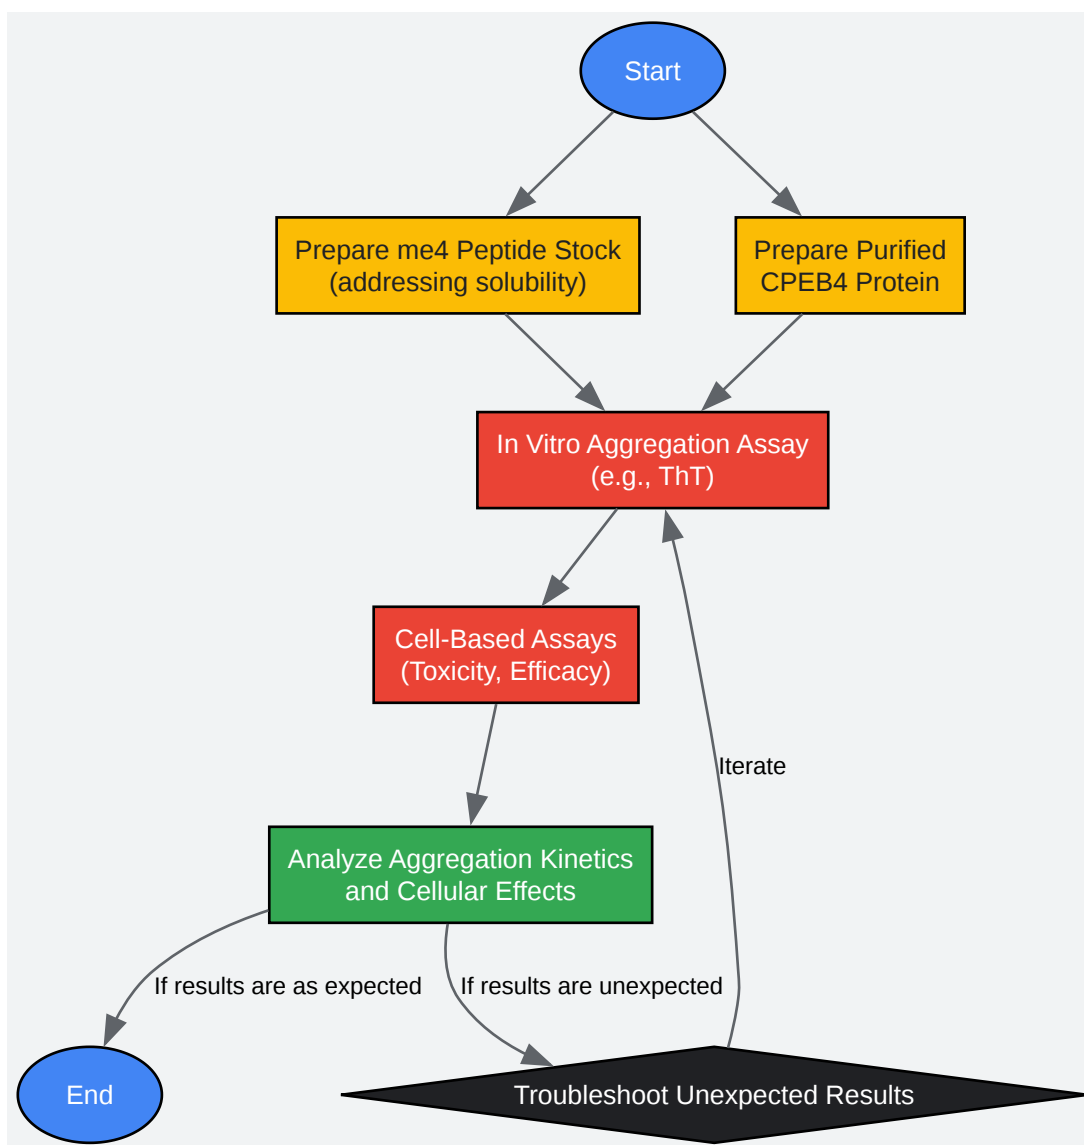 Start
Prepare me4 Peptide Stock
(addressing solubility)
Prepare Purified
CPEB4 Protein
In Vitro Aggregation Assay
(e.g., ThT)
Cell-Based Assays
(Toxicity, Efficacy)
Iterate
Analyze Aggregation Kinetics
and Cellular Effects
If results are as expected
If results are unexpected
End
Troubleshoot Unexpected Results